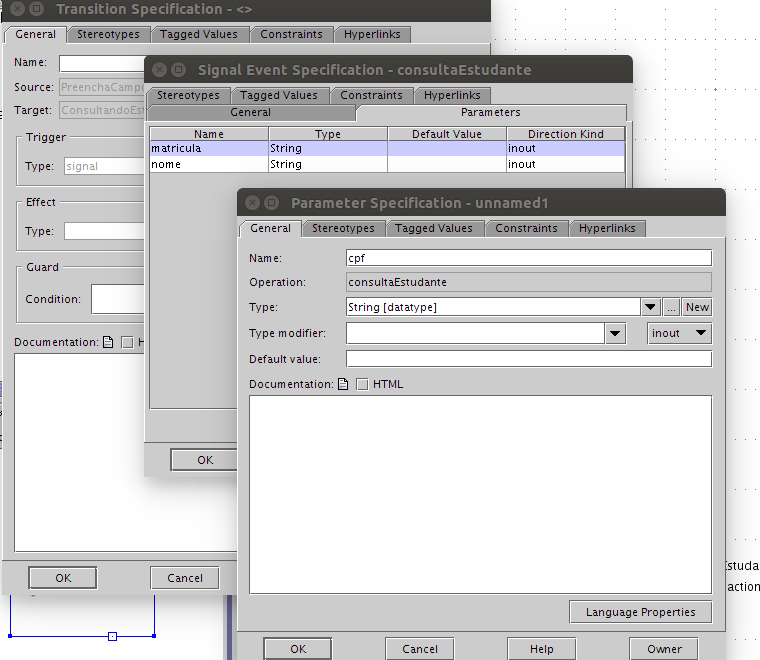 Transition Specification - <>
General Stereotypes Tagged Values Constraints Hyperlinks
Name:
Source: PreenchaCamp
Target: ConsultandoEst
Trigger
Type: signal
Effect
Type:
Guard
Condition:
Documentation:
OK Cancel
Signal Event Specification - consultaEstudante
Stereotypes Tagged Values Constraints Hyperlinks
General Parameters
Name Type Default Value Direction Kind
matricula String inout
nome String inout
OK
Parameter Specification - unnamed1
General Stereotypes Tagged Values Constraints Hyperlinks
Name: cpf
Operation: consultaEstudante
Type: String [datatype] ... New
Type modifier: inout
Default value:
Documentation: HTML
Language Properties
OK Cancel Help Owner
Estuda
action